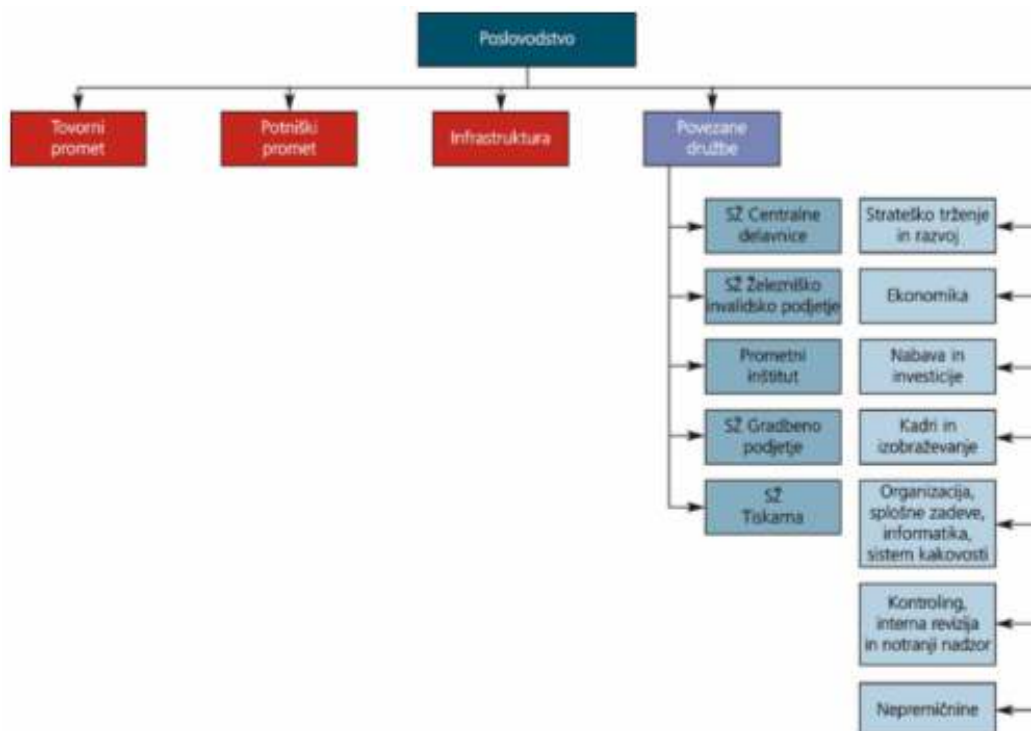 Poslovodstvo
Tovorni
promet
Potniški
promet
Infrastruktura
Povezane
družbe
SŽ Centralne
delavnice
SŽ Železniško
invalidsko podjetje
Prometni
inštitut
SŽ Gradbeno
podjetje
SŽ
Tiskarna
Strateško trženje
in razvoj
Ekonomika
Nabava in
investicije
Kadri in
izobraževanje
Organizacija,
splošne zadeve,
informatika,
sistem kakovosti
Kontroling,
interna revizija
in notranji nadzor
Nepremičnine